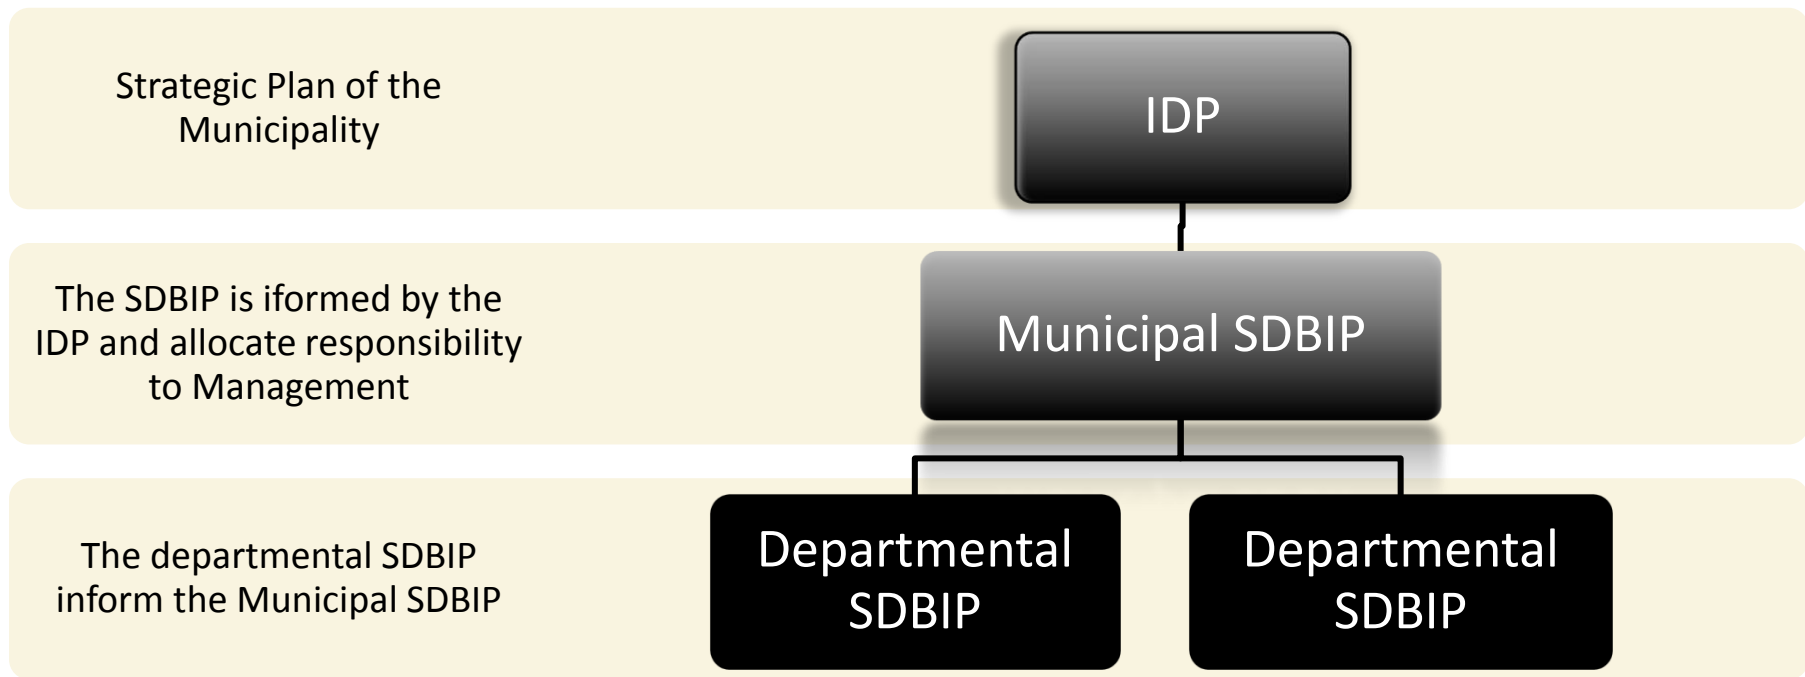 Strategic Plan of the
Municipality
IDP
The SDBIP is iformed by the
IDP and allocate responsibility
to Management
Municipal SDBIP
The departmental SDBIP
inform the Municipal SDBIP
Departmental
SDBIP
Departmental
SDBIP